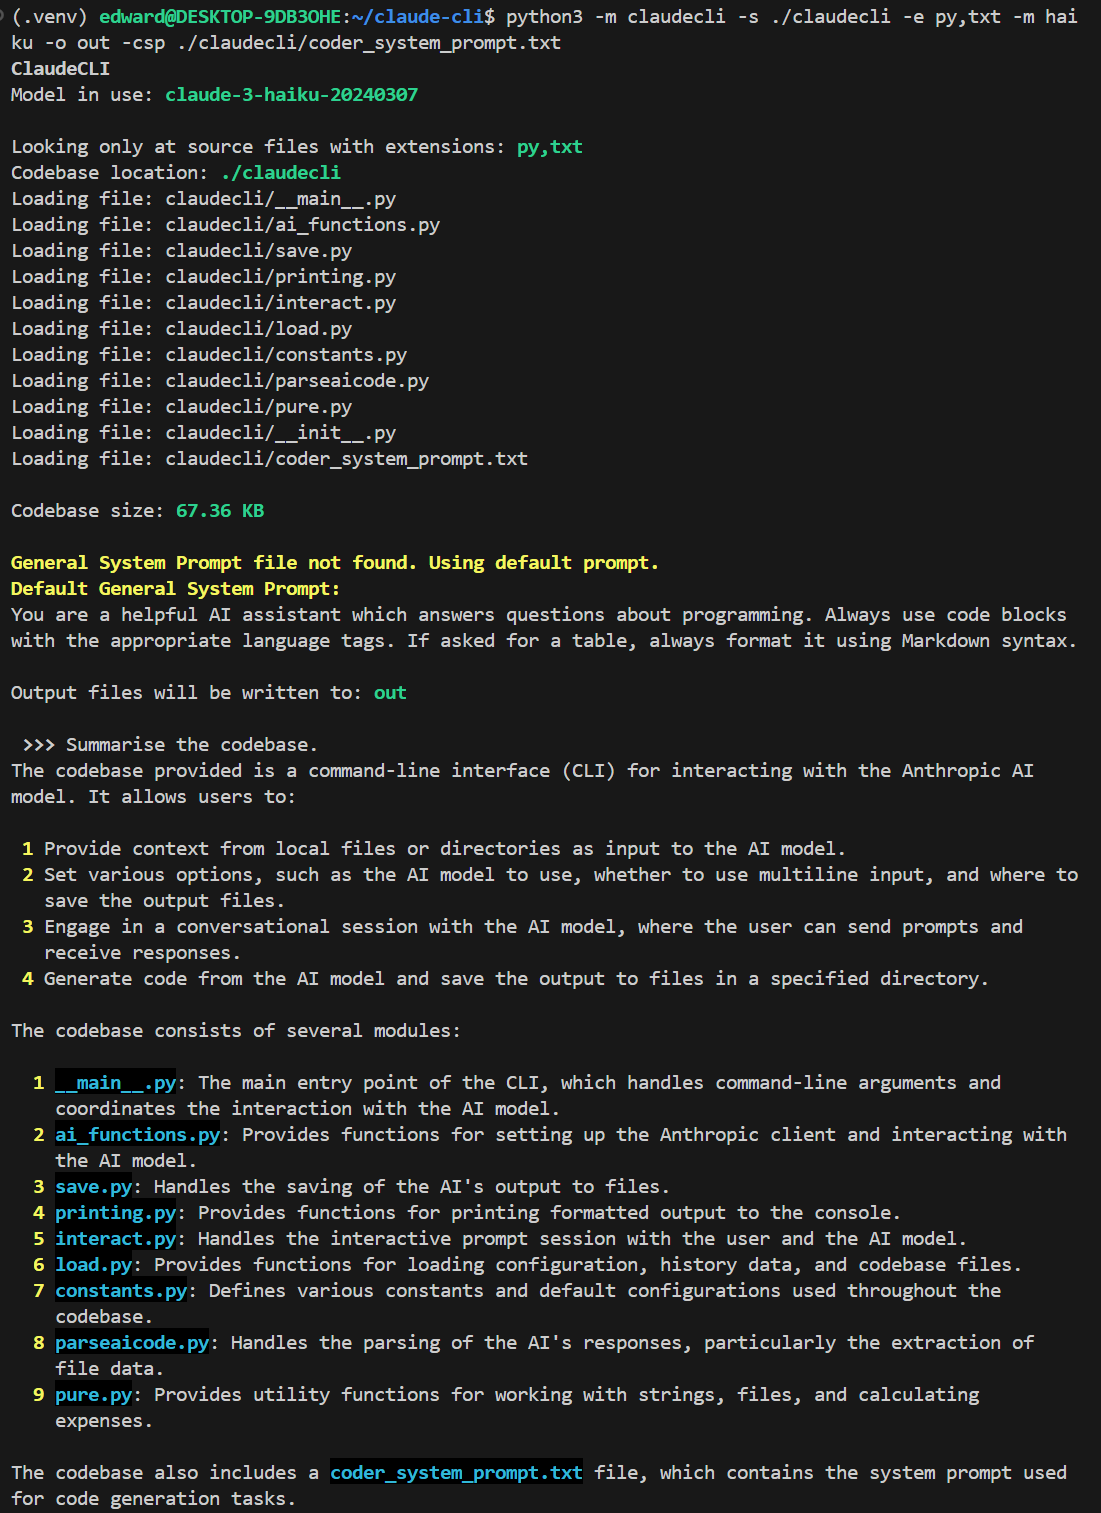 (.venv) edward@DESKTOP-9DB3OHE:~/claude-cli$ python3 -m claudecli -s ./claudecli -e py,txt -m hai
ku -o out -csp ./claudecli/coder_system_prompt.txt
ClaudeCLI
Model in use: claude-3-haiku-20240307
Looking only at source files with extensions: py,txt
Codebase location: ./claudecli
Loading file: claudecli/__main__.py
Loading file: claudecli/ai_functions.py
Loading file: claudecli/save.py
Loading file: claudecli/printing.py
Loading file: claudecli/interact.py
Loading file: claudecli/load.py
Loading file: claudecli/constants.py
Loading file: claudecli/parseaicode.py
Loading file: claudecli/pure.py
Loading file: claudecli/__init__.py
Loading file: claudecli/coder_system_prompt.txt
Codebase size: 67.36 KB
General System Prompt file not found. Using default prompt.
Default General System Prompt:
You are a helpful AI assistant which answers questions about programming. Always use code blocks
with the appropriate language tags. If asked for a table, always format it using Markdown syntax.
Output files will be written to: out
>>> Summarise the codebase.
The codebase provided is a command-line interface (CLI) for interacting with the Anthropic AI
model. It allows users to:
1 Provide context from local files or directories as input to the AI model.
2 Set various options, such as the AI model to use, whether to use multiline input, and where to
save the output files.
3 Engage in a conversational session with the AI model, where the user can send prompts and
receive responses.
4 Generate code from the AI model and save the output to files in a specified directory.
The codebase consists of several modules:
1 __main__.py: The main entry point of the CLI, which handles command-line arguments and
coordinates the interaction with the AI model.
2 ai_functions.py: Provides functions for setting up the Anthropic client and interacting with
the AI model.
3 save.py: Handles the saving of the AI's output to files.
4 printing.py: Provides functions for printing formatted output to the console.
5 interact.py: Handles the interactive prompt session with the user and the AI model.
6 load.py: Provides functions for loading configuration, history data, and codebase files.
7 constants.py: Defines various constants and default configurations used throughout the
codebase.
8 parseaicode.py: Handles the parsing of the AI's responses, particularly the extraction of
file data.
9 pure.py: Provides utility functions for working with strings, files, and calculating
expenses.
The codebase also includes a coder_system_prompt.txt file, which contains the system prompt used
for code generation tasks.